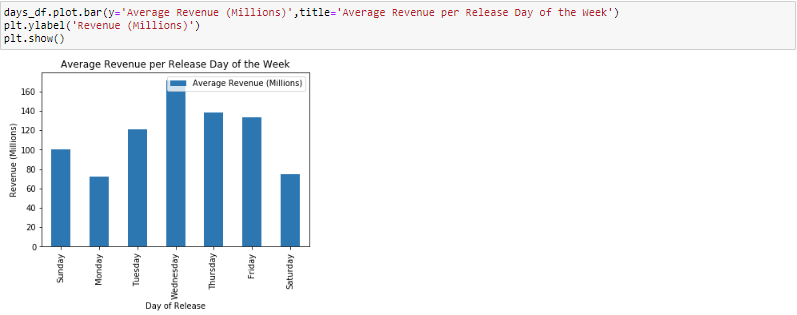 days_df.plot.bar(y='Average Revenue (Millions)',title='Average Revenue per Release Day of the Week')
plt.ylabel('Revenue (Millions)')
plt.show()
Average Revenue per Release Day of the Week
Average Revenue (Millions)
160
140
120
100
80
60
40
20
0
Revenue (Millions)
Sunday
Monday
Tuesday
Wednesday
Thursday
Friday
Saturday
Day of Release